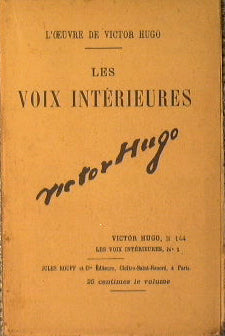 L'ŒUVRE DE VICTOR HUGO
LES
VOIX INTÉRIEURES
Victor Hugo
VICTOR HUGO, N 144
LES VOIX INTÉRIEURES, Nº 1
JULES ROUFF et Cie Éditeurs, Cloître-Saint-Honoré, à Paris
20 centimes le volume